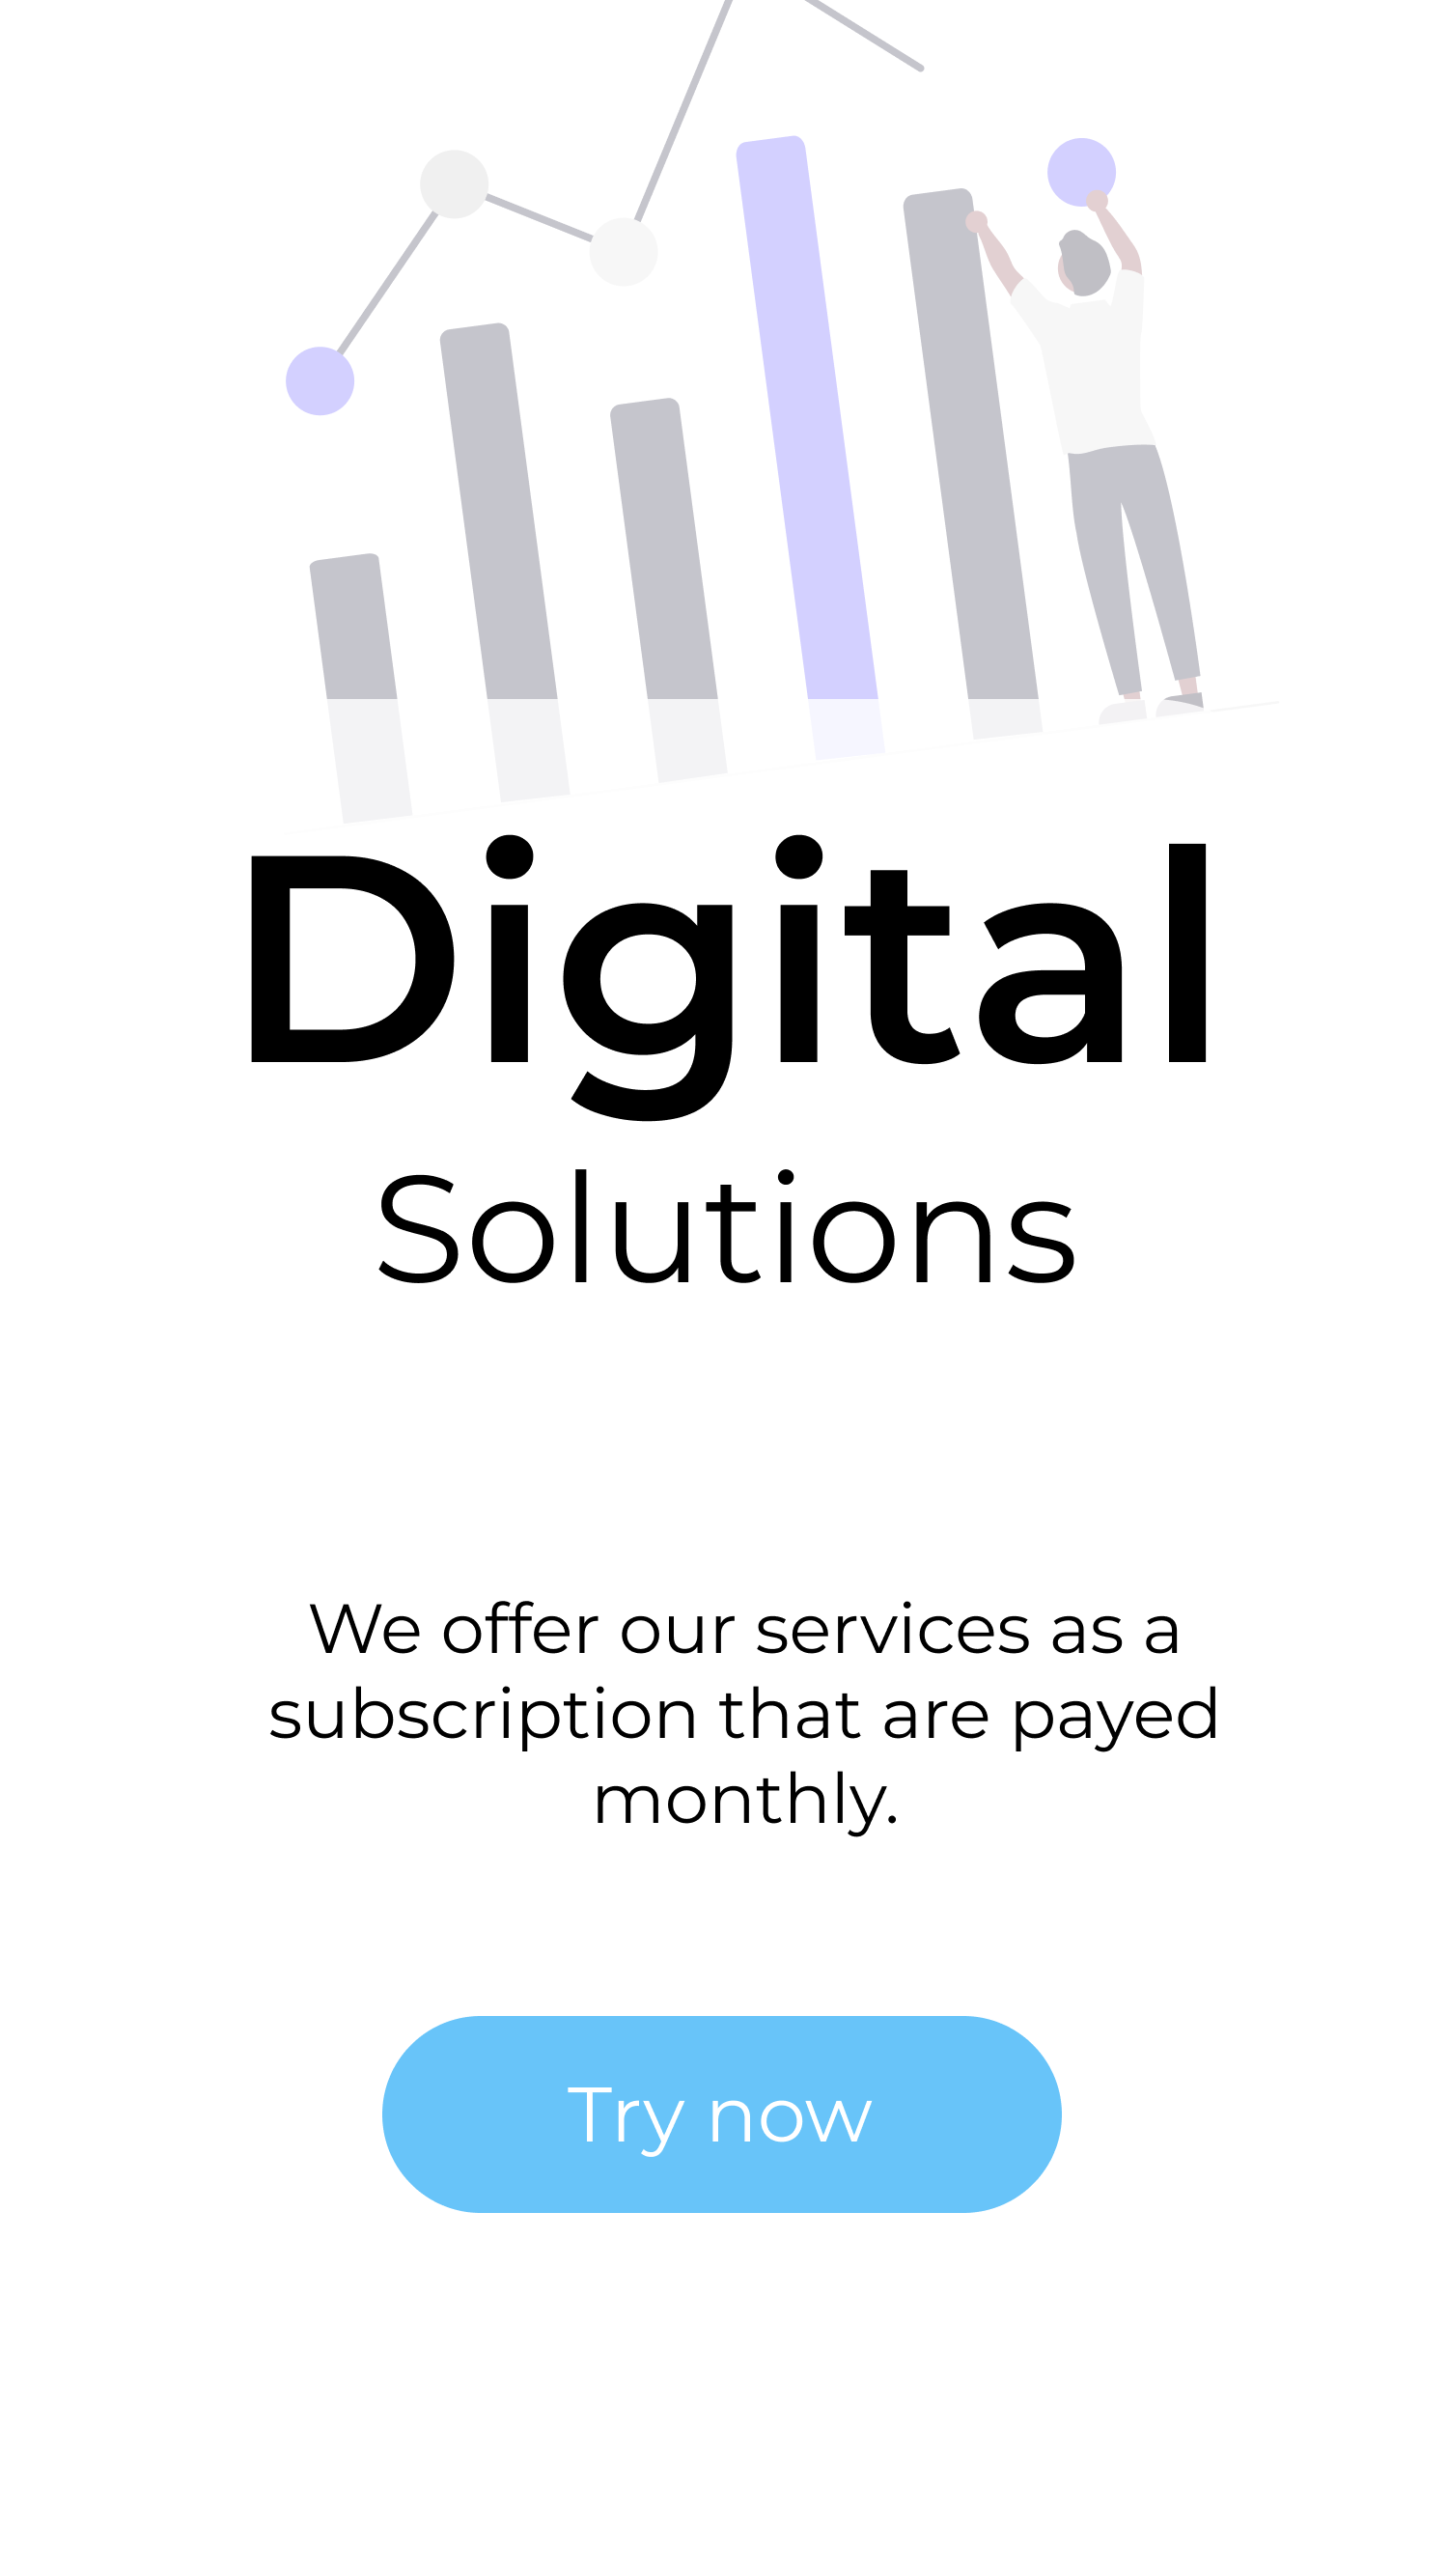 Digital
Solutions
We offer our services as a
subscription that are payed
monthly.
Try now